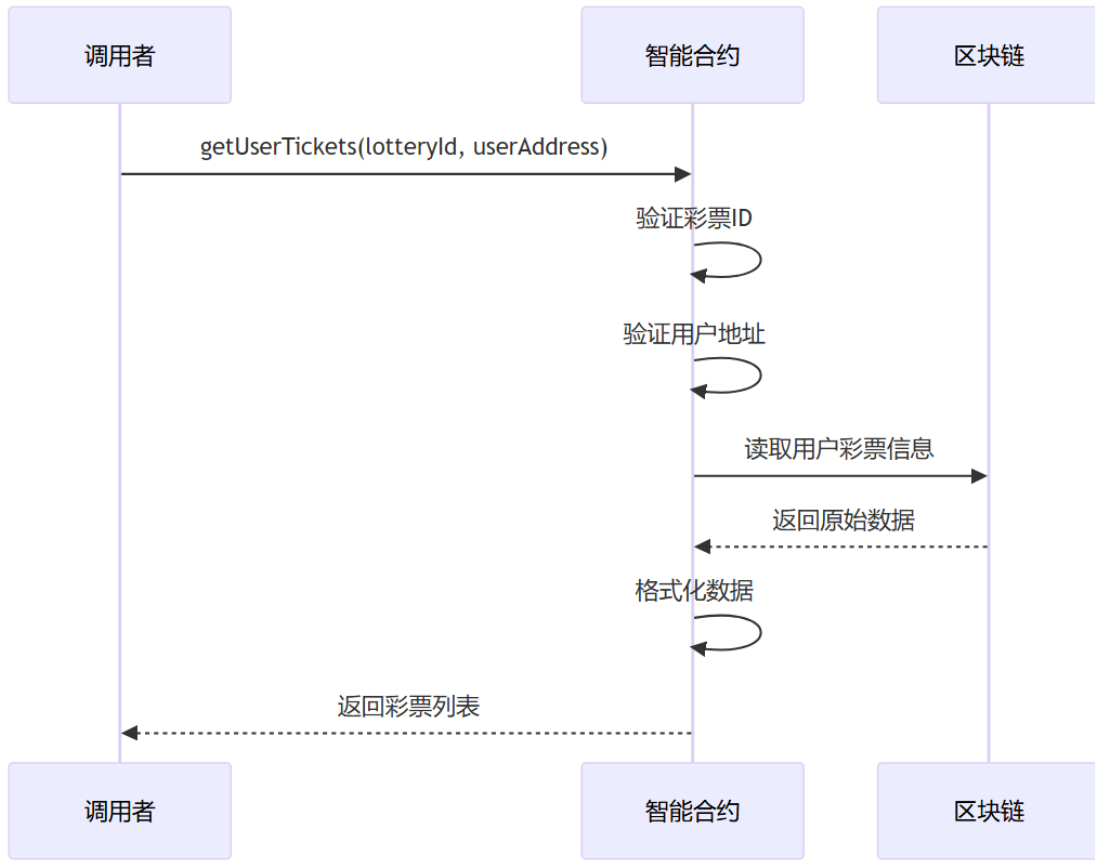 调用者
智能合约
区块链
getUserTickets(lotteryId, userAddress)
验证彩票ID
验证用户地址
读取用户彩票信息
返回原始数据
格式化数据
返回彩票列表
调用者
智能合约
区块链